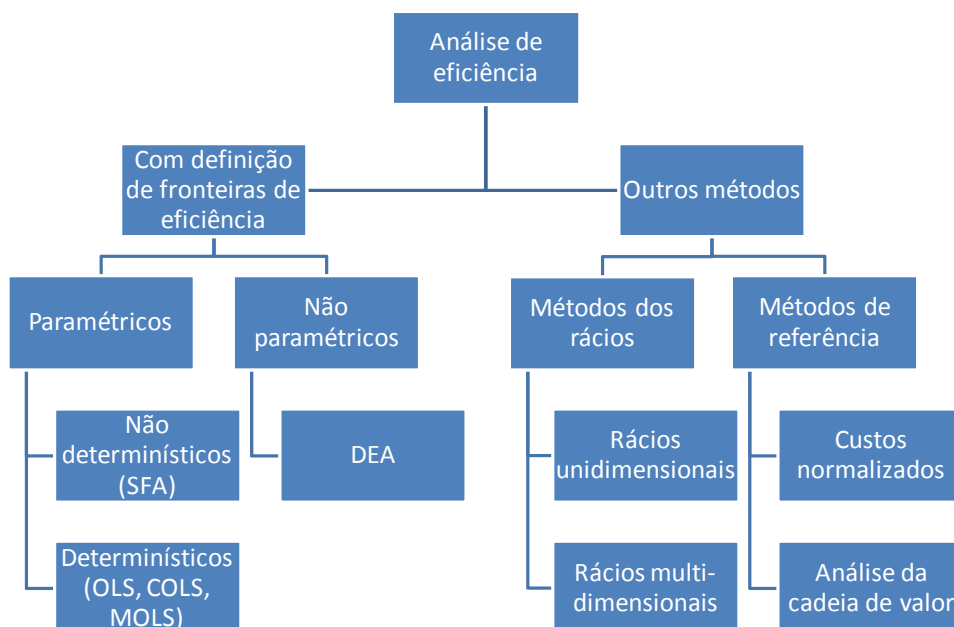 Análise de
eficiência
Com definição
de fronteiras de
eficiência
Outros métodos
Paramétricos
Não
paramétricos
Métodos dos
rácios
Métodos de
referência
Não
determinísticos
(SFA)
DEA
Rácios
unidimensionais
Custos
normalizados
Determinísticos
(OLS, COLS,
MOLS)
Rácios multi-
dimensionais
Análise da
cadeia de valor